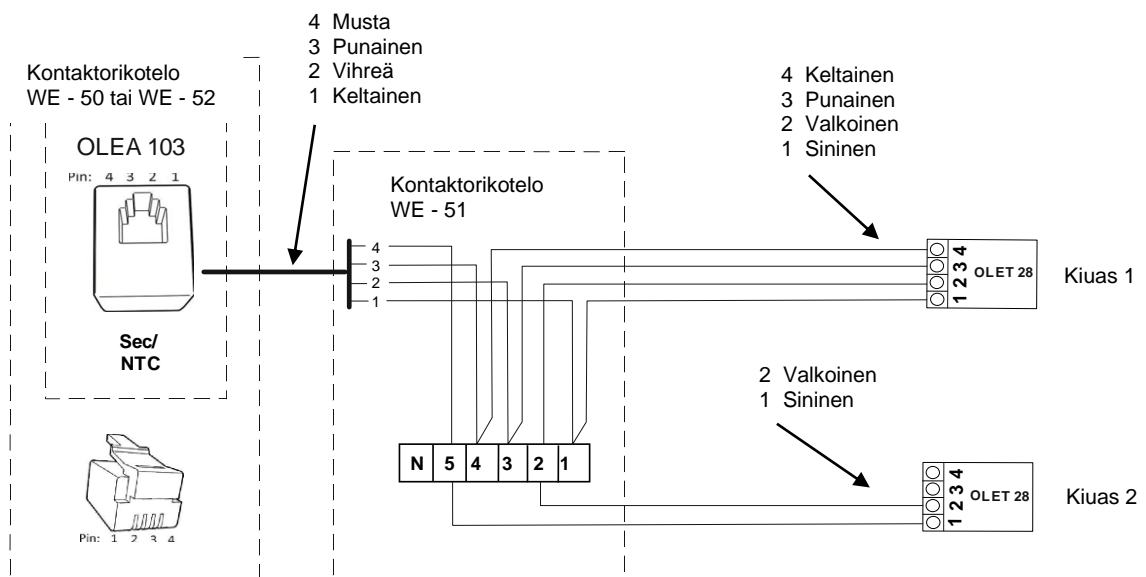 4 Musta
3 Punainen
2 Vihreä
1 Keltainen
Kontaktorikotelo
WE - 50 tai WE - 52
OLEA 103
Pin: 4 3 2 1
Sec/
NTC
Pin: 1 2 3 4
Kontaktorikotelo
WE - 51
4
3
2
1
N 5 4 3 2 1
4 Keltainen
3 Punainen
2 Valkoinen
1 Sininen
1 2 3 4
OLET 28
Kiuas 1
2 Valkoinen
1 Sininen
1 2 3 4
OLET 28
Kiuas 2